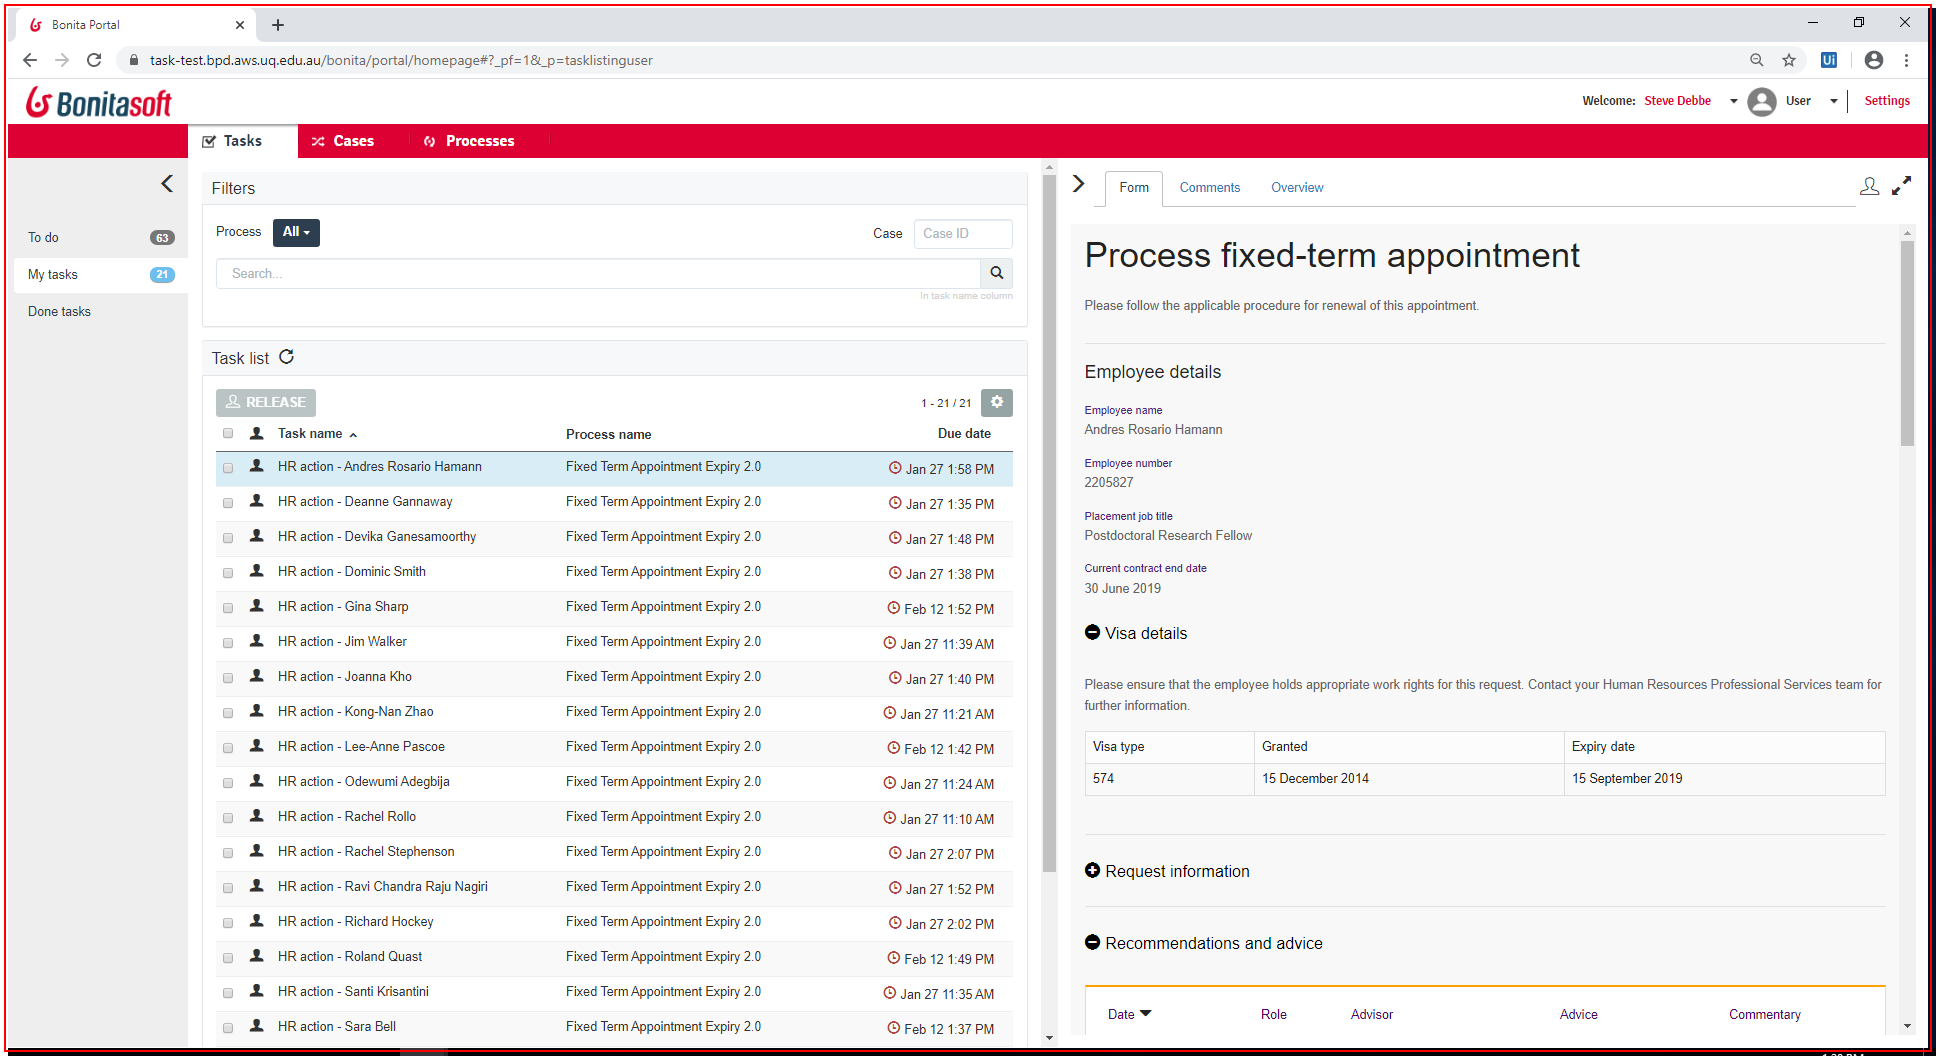 Bonita Portal
task-test.bpd.aws.uq.edu.au/bonita/portal/homepage#?_pf=1&_p=tasklistinguser
Ui
Bonitasoft
Welcome: Steve Debbe
User
Settings
Tasks
Cases
Processes
To do 63
My tasks 21
Done tasks
Filters
Process All
Case Case ID
Search...
In task name column
Task list
RELEASE
1 - 21 / 21
Task name Process name Due date
HR action - Andres Rosario Hamann Fixed Term Appointment Expiry 2.0 Jan 27 1:58 PM
HR action - Deanne Gannaway Fixed Term Appointment Expiry 2.0 Jan 27 1:35 PM
HR action - Devika Ganesamoorthy Fixed Term Appointment Expiry 2.0 Jan 27 1:48 PM
HR action - Dominic Smith Fixed Term Appointment Expiry 2.0 Jan 27 1:38 PM
HR action - Gina Sharp Fixed Term Appointment Expiry 2.0 Feb 12 1:52 PM
HR action - Jim Walker Fixed Term Appointment Expiry 2.0 Jan 27 11:39 AM
HR action - Joanna Kho Fixed Term Appointment Expiry 2.0 Jan 27 1:40 PM
HR action - Kong-Nan Zhao Fixed Term Appointment Expiry 2.0 Jan 27 11:21 AM
HR action - Lee-Anne Pascoe Fixed Term Appointment Expiry 2.0 Feb 12 1:42 PM
HR action - Odewumi Adegbija Fixed Term Appointment Expiry 2.0 Jan 27 11:24 AM
HR action - Rachel Rollo Fixed Term Appointment Expiry 2.0 Jan 27 11:10 AM
HR action - Rachel Stephenson Fixed Term Appointment Expiry 2.0 Jan 27 2:07 PM
HR action - Ravi Chandra Raju Nagiri Fixed Term Appointment Expiry 2.0 Jan 27 1:52 PM
HR action - Richard Hockey Fixed Term Appointment Expiry 2.0 Jan 27 2:02 PM
HR action - Roland Quast Fixed Term Appointment Expiry 2.0 Feb 12 1:49 PM
HR action - Santi Krisantini Fixed Term Appointment Expiry 2.0 Jan 27 11:35 AM
HR action - Sara Bell Fixed Term Appointment Expiry 2.0 Feb 12 1:37 PM
Form
Comments
Overview
Process fixed-term appointment
Please follow the applicable procedure for renewal of this appointment.
Employee details
Employee name
Andres Rosario Hamann
Employee number
2205827
Placement job title
Postdoctoral Research Fellow
Current contract end date
30 June 2019
Visa details
Please ensure that the employee holds appropriate work rights for this request. Contact your Human Resources Professional Services team for
further information.
Visa type Granted Expiry date
574 15 December 2014 15 September 2019
Request information
Recommendations and advice
Date Role Advisor Advice Commentary